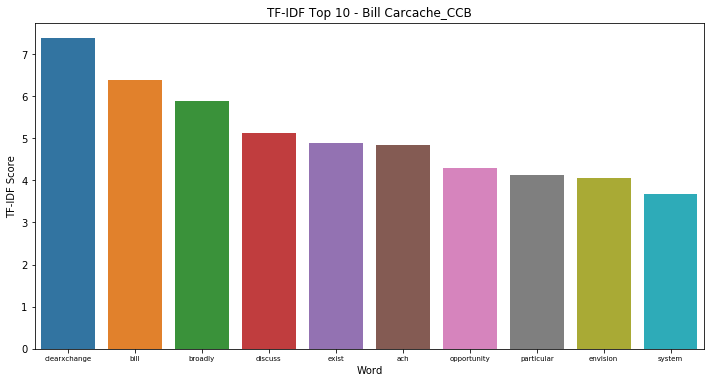 TF-IDF Top 10 - Bill Carcache_CCB
7
6
5
4
3
2
1
0
TF-IDF Score
clearxchange bill broadly discuss exist ach opportunity particular envision system
Word